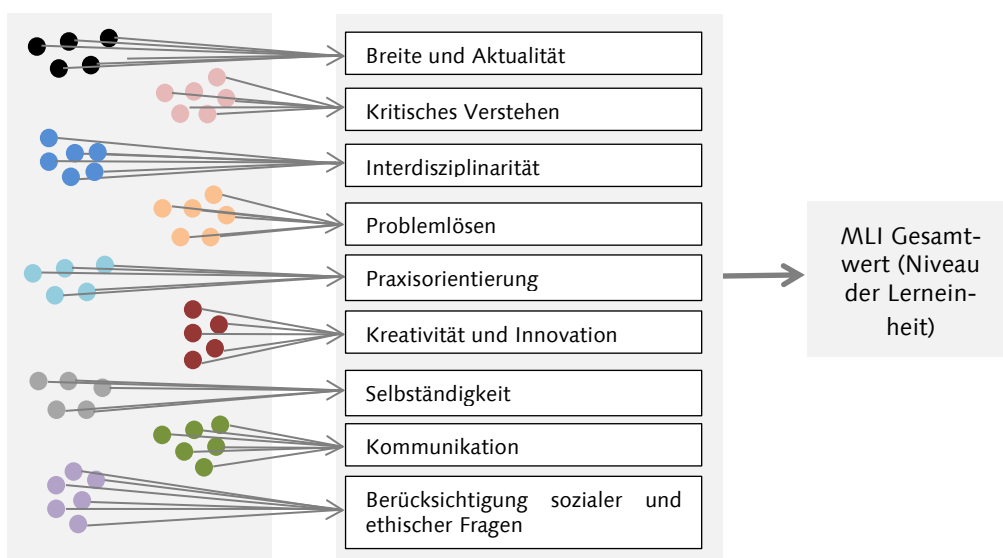 Breite und Aktualität
Kritisches Verstehen
Interdisziplinarität
Problemlösen
Praxisorientierung
Kreativität und Innovation
Selbständigkeit
Kommunikation
Berücksichtigung sozialer und
ethischer Fragen
MLI Gesamt-
wert (Niveau
der Lernein-
heit)